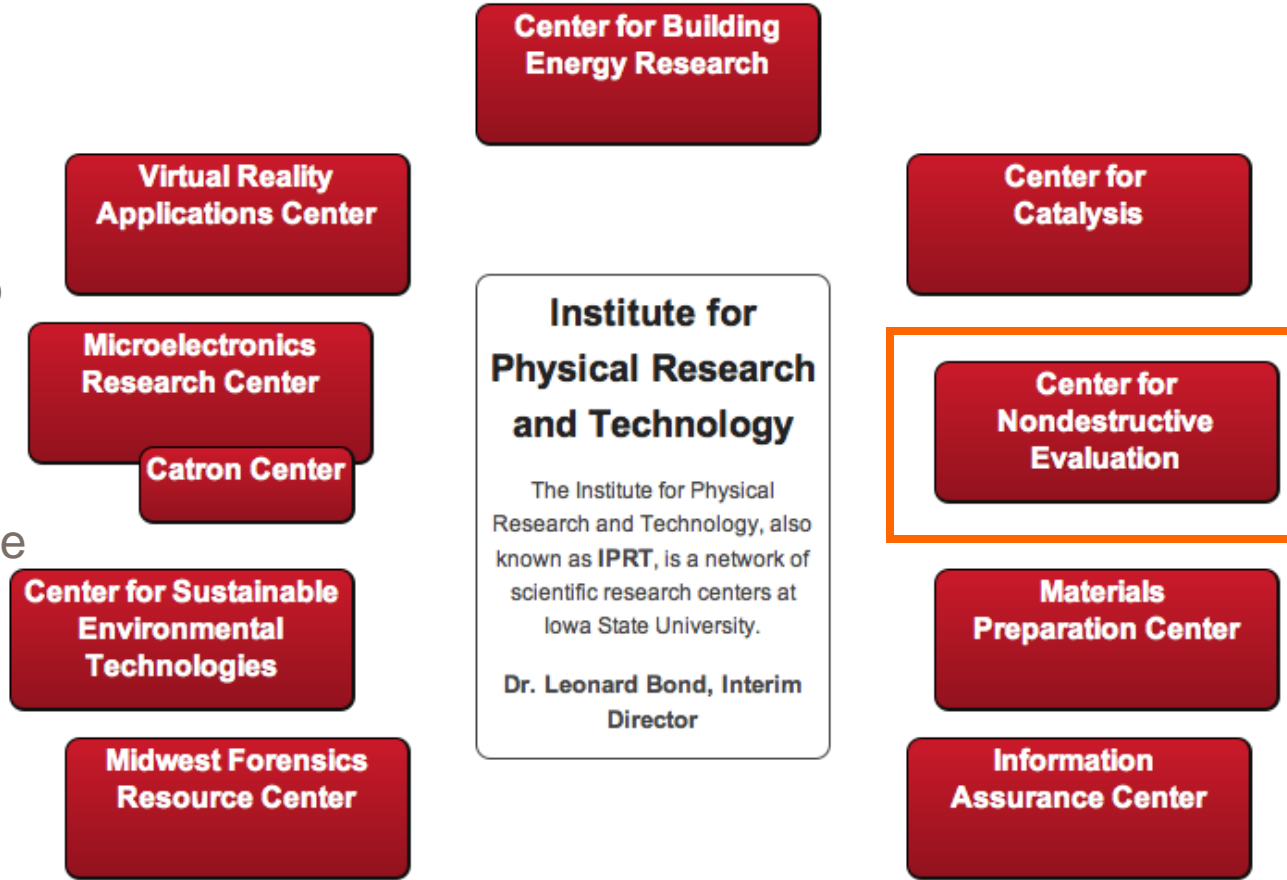 Center for Building
Energy Research
Virtual Reality
Applications Center
Center for
Catalysis
Microelectronics
Research Center
Catron Center
Institute for
Physical Research
and Technology
The Institute for Physical
Research and Technology, also
known as IPRT, is a network of
scientific research centers at
Iowa State University.
Dr. Leonard Bond, Interim
Director
Center for
Nondestructive
Evaluation
e
Center for Sustainable
Environmental
Technologies
Materials
Preparation Center
Midwest Forensics
Resource Center
Information
Assurance Center